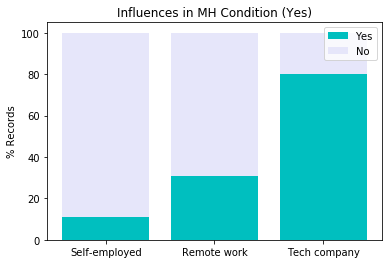 Influences in MH Condition (Yes)
100
80
60
40
20
0
% Records
Yes
No
Self-employed
Remote work
Tech company